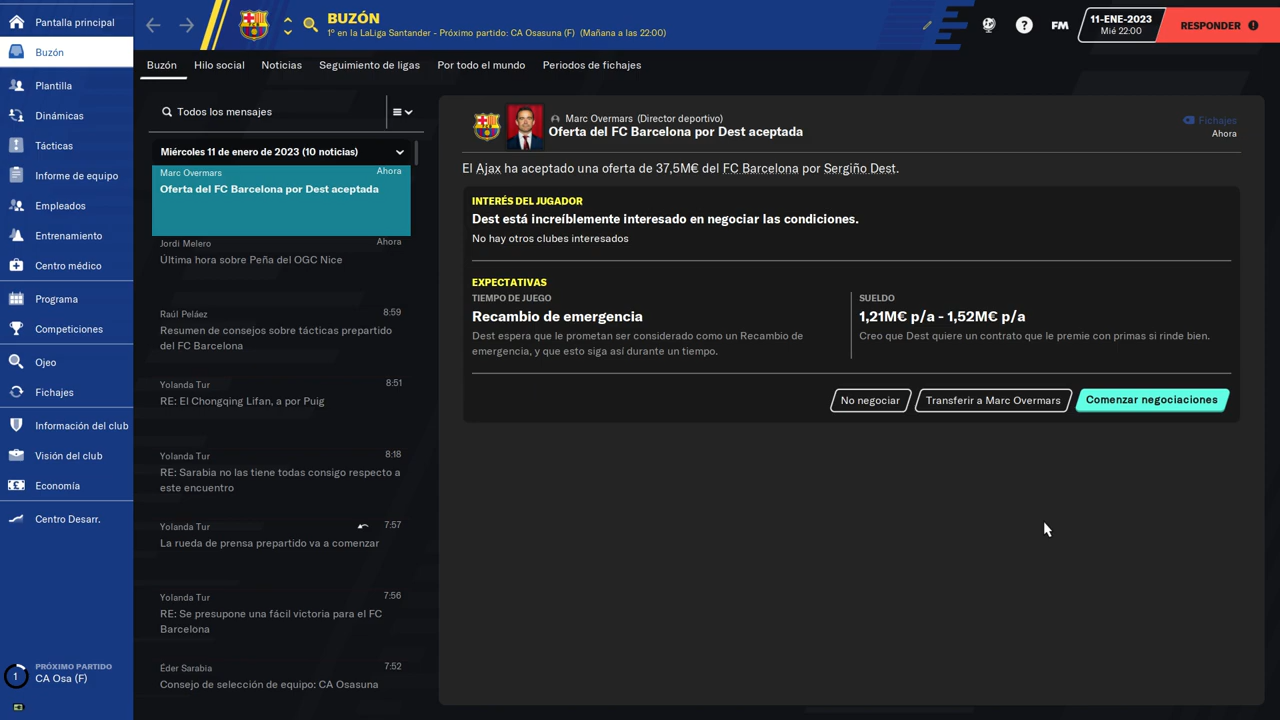 Pantalla principal
Buzón
Plantilla
Dinámicas
Tácticas
Informe de equipo
Empleados
Entrenamiento
Centro médico
Programa
Competiciones
Ojeo
Fichajes
Información del club
Visión del club
Economía
Centro Desarr.
1
PRÓXIMO PARTIDO
CA Osa (F)
BUZÓN
1º en la LaLiga Santander - Próximo partido: CA Osasuna (F) (Mañana a las 22:00)
?
FM
11-ENE-2023
Mié 22:00
RESPONDER
Buzón
Hilo social
Noticias
Seguimiento de ligas
Por todo el mundo
Periodos de fichajes
Todos los mensajes
Miércoles 11 de enero de 2023 (10 noticias)
Marc Overmars
Ahora
Oferta del FC Barcelona por Dest aceptada
Jordi Melero
Ahora
Última hora sobre Peña del OGC Nice
Raúl Peláez
8:59
Resumen de consejos sobre tácticas prepartido
del FC Barcelona
Yolanda Tur
8:51
RE: El Chongqing Lifan, a por Puig
Yolanda Tur
8:18
RE: Sarabia no las tiene todas consigo respecto a
este encuentro
Yolanda Tur
7:57
La rueda de prensa prepartido va a comenzar
Yolanda Tur
7:56
RE: Se presupone una fácil victoria para el FC
Barcelona
Éder Sarabia
7:52
Consejo de selección de equipo: CA Osasuna
Marc Overmars (Director deportivo)
Oferta del FC Barcelona por Dest aceptada
Fichajes
Ahora
El Ajax ha aceptado una oferta de 37,5M€ del FC Barcelona por Sergiño Dest.
INTERÉS DEL JUGADOR
Dest está increíblemente interesado en negociar las condiciones.
No hay otros clubes interesados
EXPECTATIVAS
TIEMPO DE JUEGO
Recambio de emergencia
Dest espera que le prometan ser considerado como un Recambio de
emergencia, y que esto siga así durante un tiempo.
SUELDO
1,21M€ p/a - 1,52M€ p/a
Creo que Dest quiere un contrato que le premie con primas si rinde bien.
No negociar
Transferir a Marc Overmars
Comenzar negociaciones